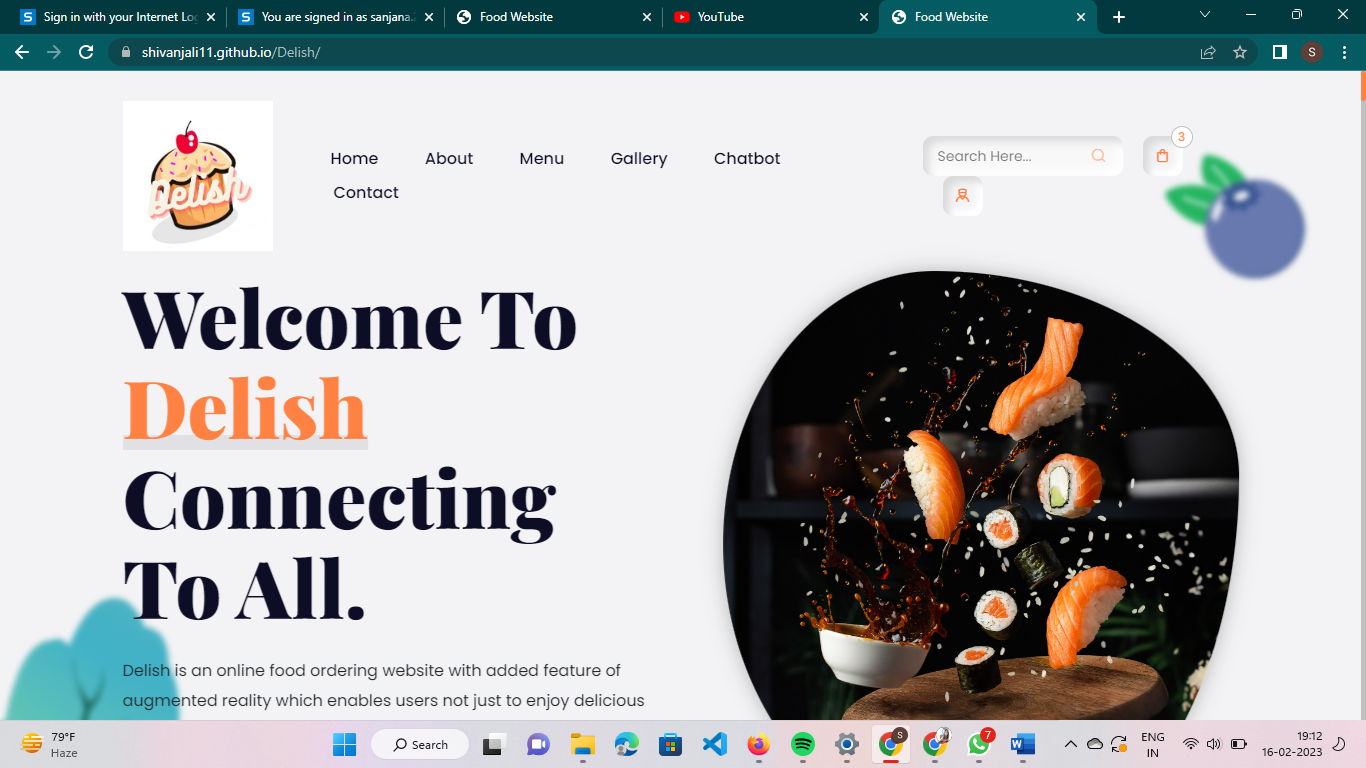 Sign in with your Internet Log
You are signed in as sanjana.2
Food Website
YouTube
Food Website
shivanjali11.github.io/Delish/
S
Delish
Home About Menu Gallery Chatbot
Contact
Search Here...
3
Welcome To
Delish
Connecting
To All.
Delish is an online food ordering website with added feature of
augmented reality which enables users not just to enjoy delicious
79°F
Haze
Search
S
7
ENG
IN
19:12
16-02-2023